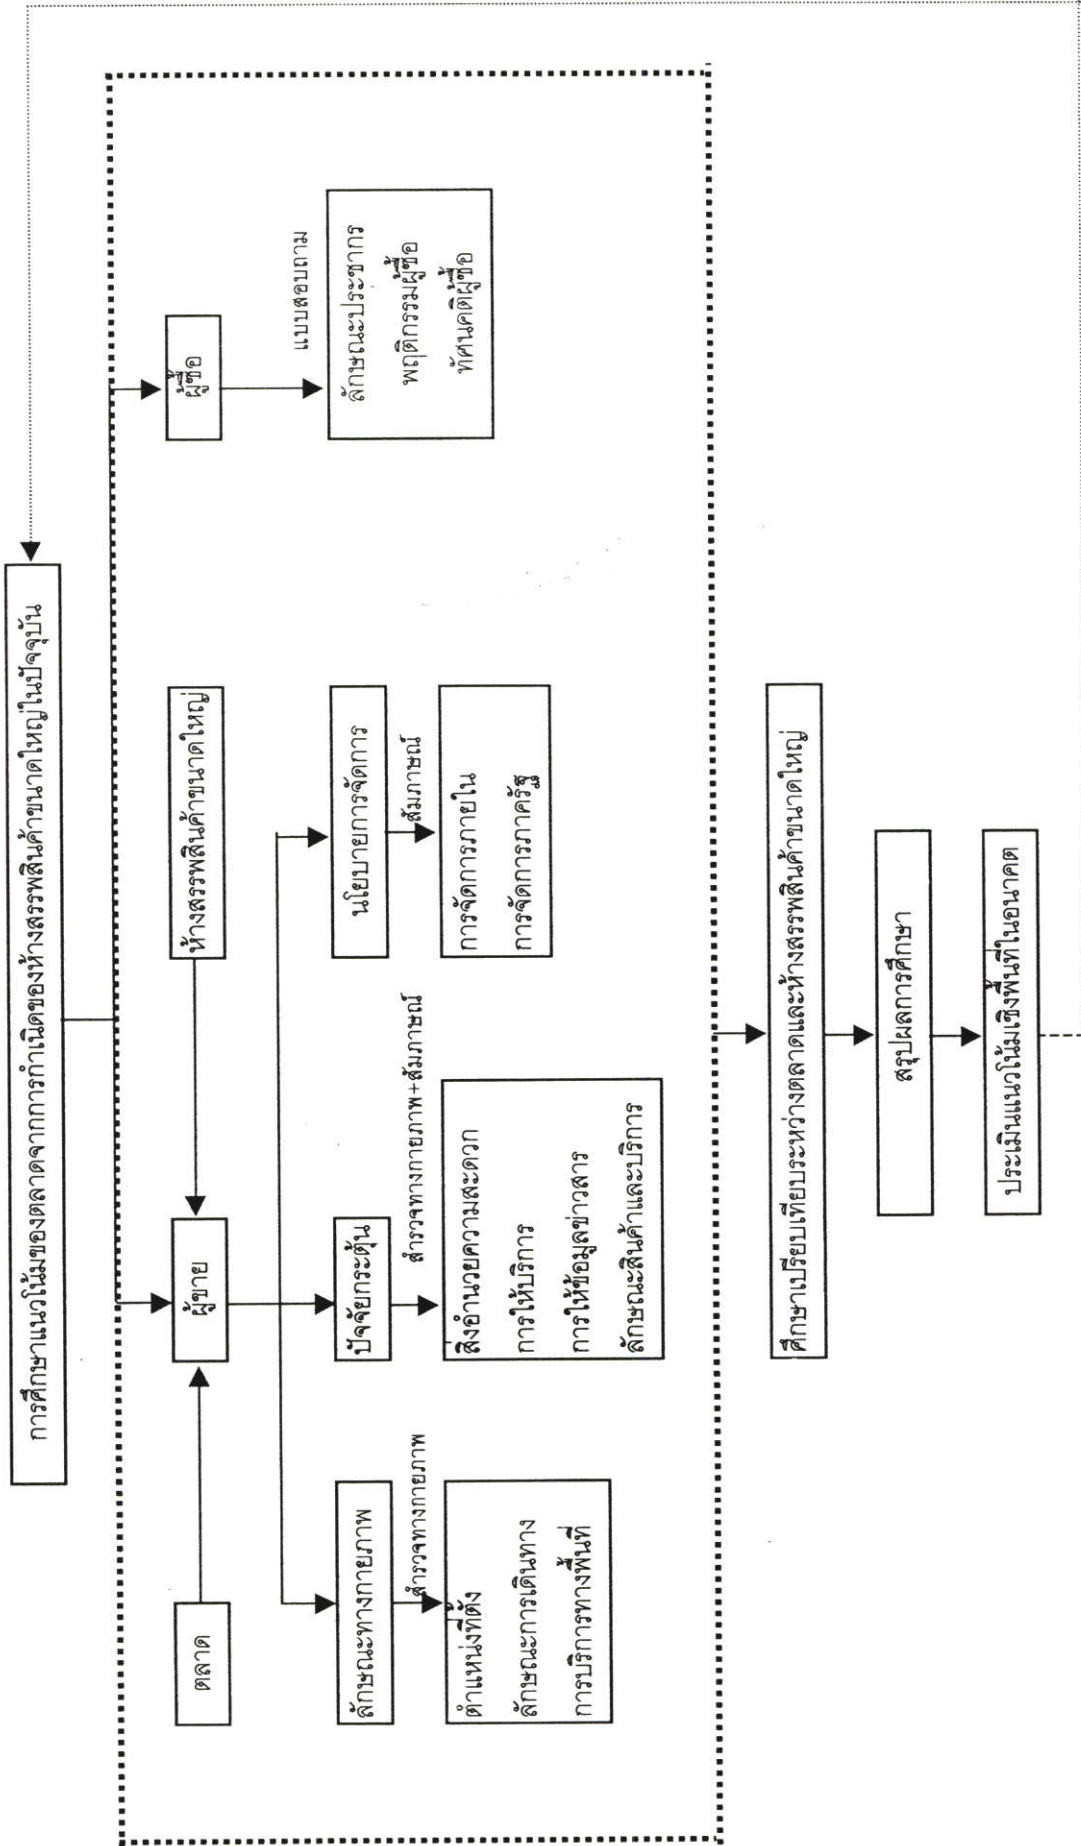 การศึกษาแนวโน้มของตลาดจากการกำเนิดของห้างสรรพสินค้าขนาดใหญ่ในปัจจุบัน
ตลาด
ผู้ขาย
ห้างสรรพสินค้าขนาดใหญ่
ผู้ซื้อ
แบบสอบถาม
ลักษณะประชากร
พฤติกรรมผู้ซื้อ
ทัศนคติผู้ซื้อ
ลักษณะทางกายภาพ
ปัจจัยกระตุ้น
นโยบายการจัดการ
สำรวจทางกายภาพ
สำรวจทางกายภาพ+สัมภาษณ์
สัมภาษณ์
ตำแหน่งที่ตั้ง
ลักษณะการเดินทาง
การบริการทางพื้นที่
สิ่งอำนวยความสะดวก
การให้บริการ
การให้ข้อมูลข่าวสาร
ลักษณะสินค้าและบริการ
การจัดการภายใน
การจัดการภาครัฐ
ศึกษาเปรียบเทียบระหว่างตลาดและห้างสรรพสินค้าขนาดใหญ่
สรุปผลการศึกษา
ประเมินแนวโน้มเชิงพื้นที่ในอนาคต